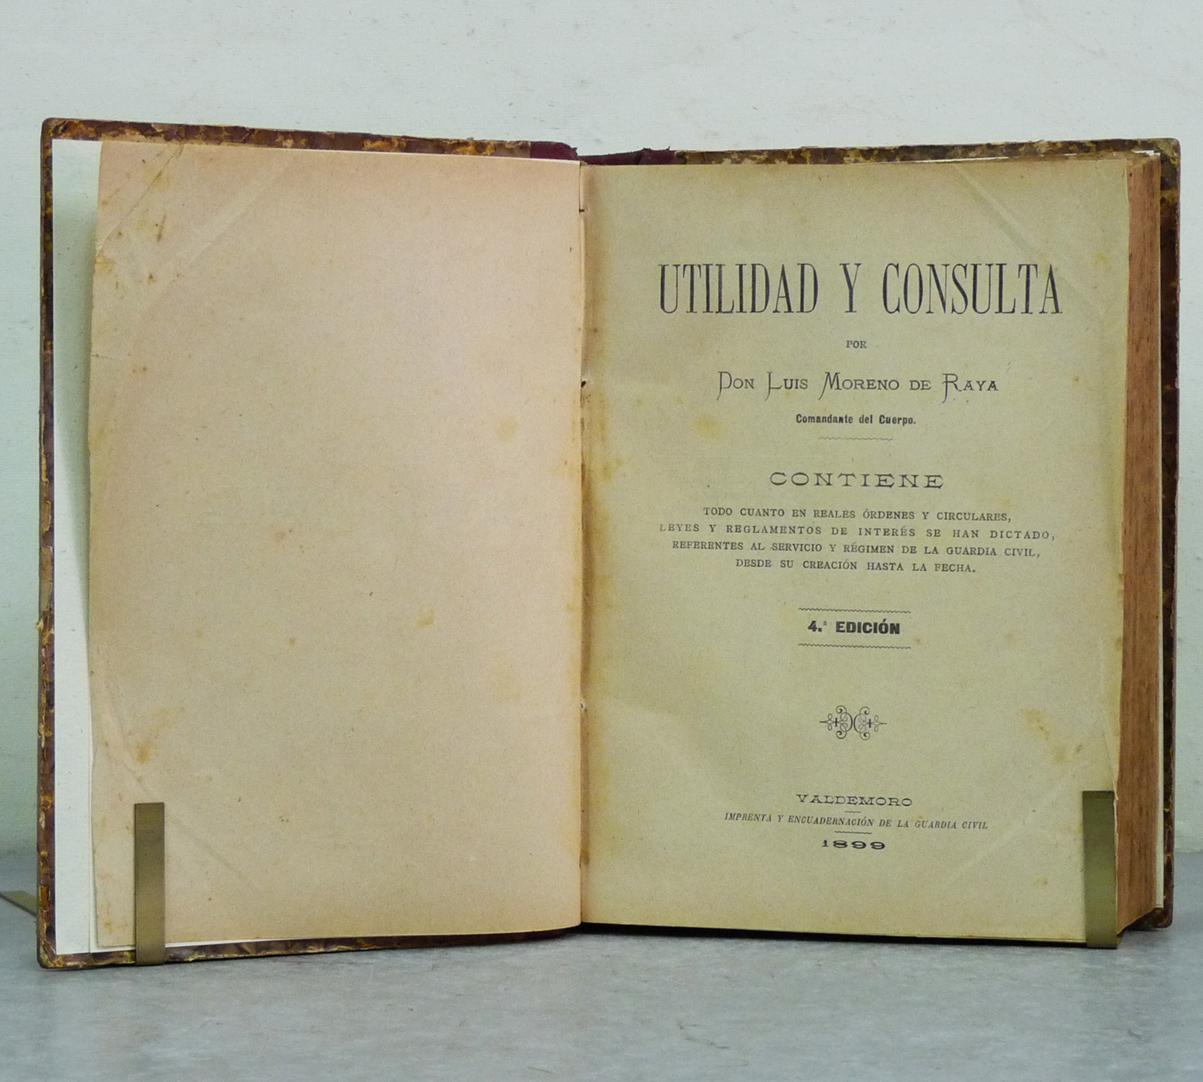 UTILIDAD Y CONSULTA
POR
DON LUIS MORENO DE RAYA
Comandante del Cuerpo.
CONTIENE
TODO CUANTO EN REALES ÓRDENES Y CIRCULARES,
LEYES Y REGLAMENTOS DE INTERÉS SE HAN DICTADO,
REFERENTES AL SERVICIO Y RÉGIMEN DE LA GUARDIA CIVIL,
DESDE SU CREACIÓN HASTA LA FECHA.
4.ª EDICIÓN
VALDEMORO
IMPRENTA Y ENCUADERNACIÓN DE LA GUARDIA CIVIL
1899